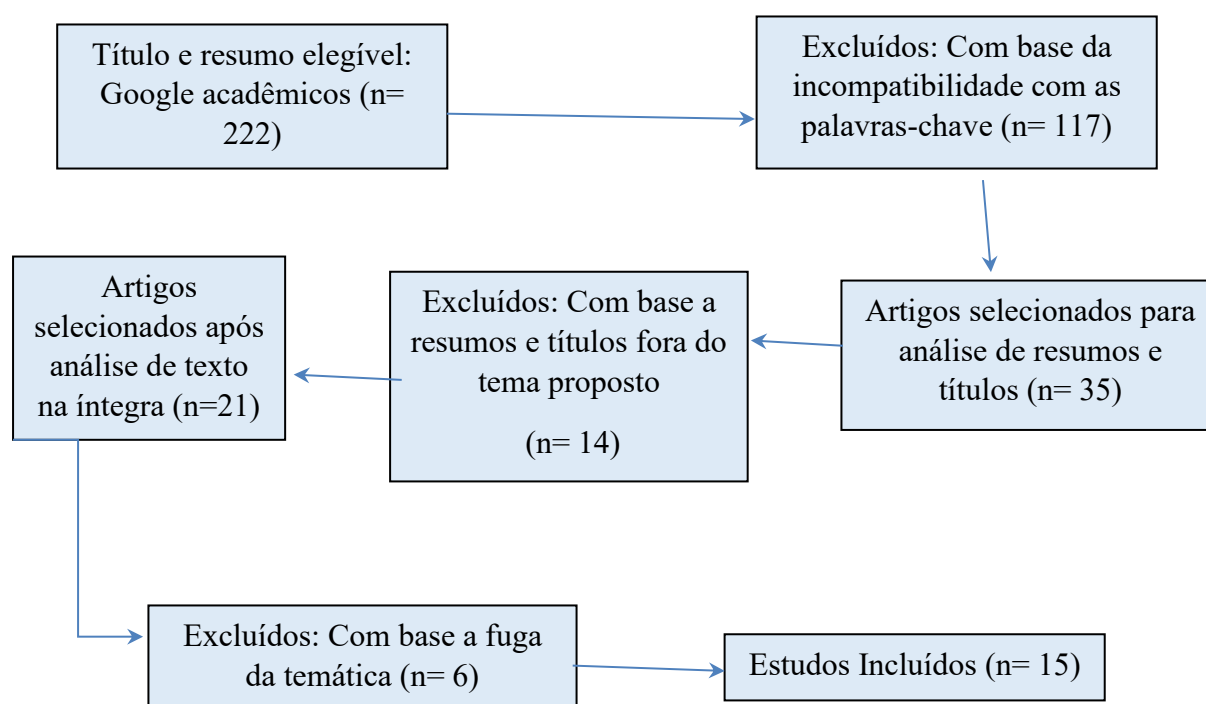 Título e resumo elegível:
Google acadêmicos (n=
222)
Excluídos: Com base da
incompatibilidade com as
palavras-chave (n= 117)
Artigos selecionados para
análise de resumos e
títulos (n= 35)
Excluídos: Com base a
resumos e títulos fora do
tema proposto
(n= 14)
Artigos
selecionados após
análise de texto
na íntegra (n=21)
Excluídos: Com base a fuga
da temática (n= 6)
Estudos Incluídos (n= 15)